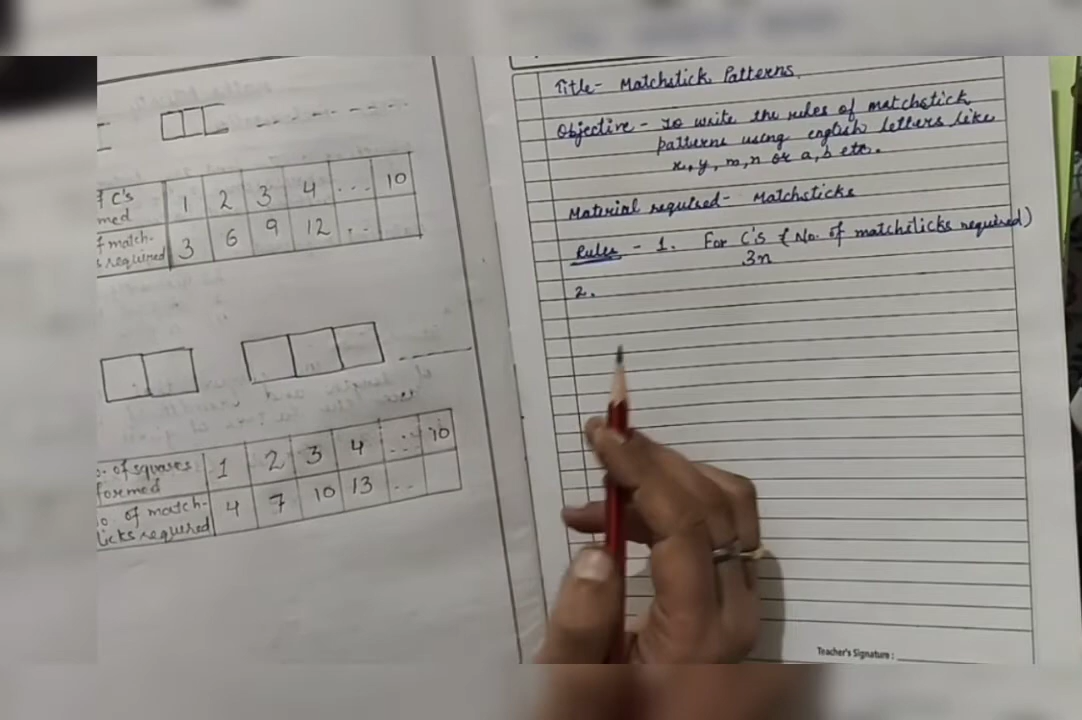 f C's
med
1 2 3 4 ... 10
f match-
s required
3 6 9 12 ..
. of squares
formed
1 2 3 4 ... 10
o. of match-
icks required
4 7 10 13 ..
Title- Matchstick Patterns.
Objective - To write the rules of matchstick
patterns using english letters like
x, y, m, n or a, b etc.
Material required- Matchsticks
Rules - 1. For C's { No. of matchsticks required)
3n
2.
Teacher's Signature :